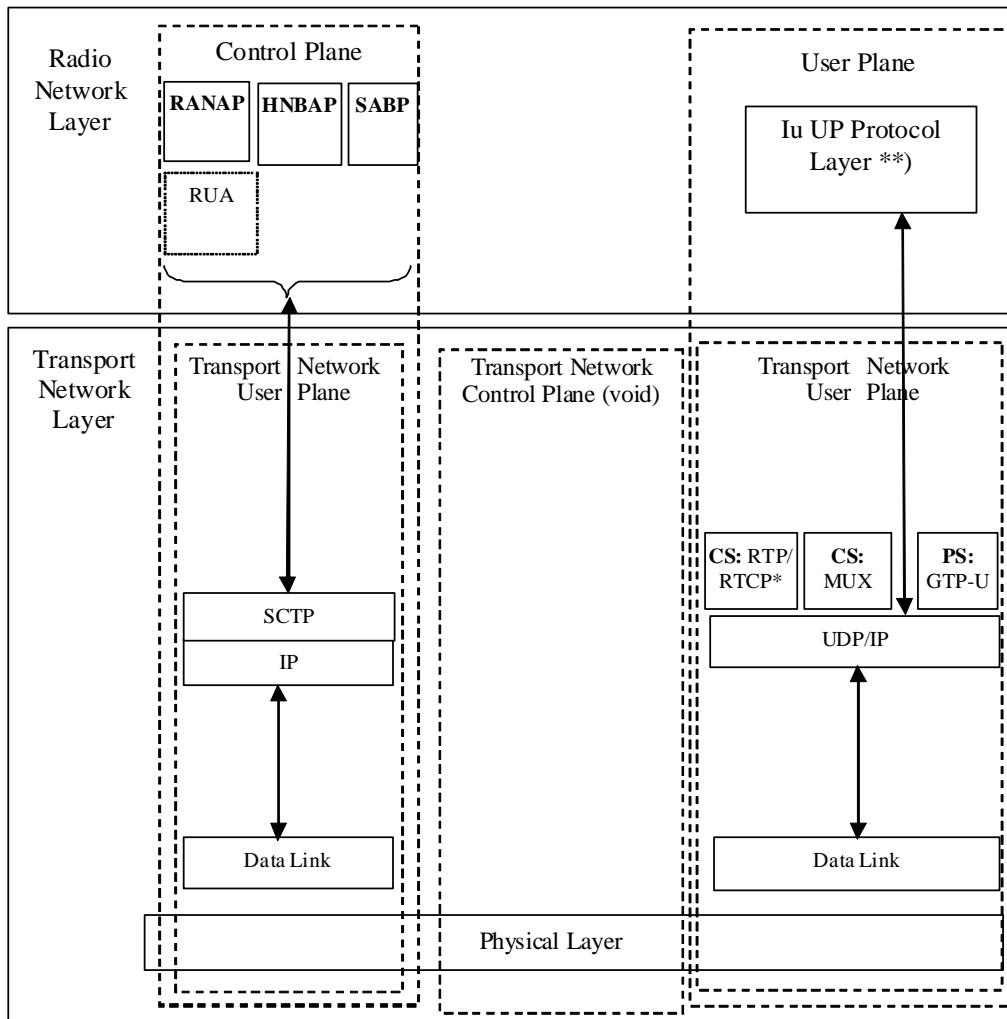 Radio
Network
Layer
Control Plane
RANAP
HNBAP
SABP
RUA
User Plane
Iu UP Protocol
Layer **)
Transport
Network
Layer
Transport Network
User Plane
Transport Network
Control Plane (void)
Transport Network
User Plane
SCTP
IP
Data Link
CS: RTP/
RTCP*
CS:
MUX
PS:
GTP-U
UDP/IP
Data Link
Physical Layer